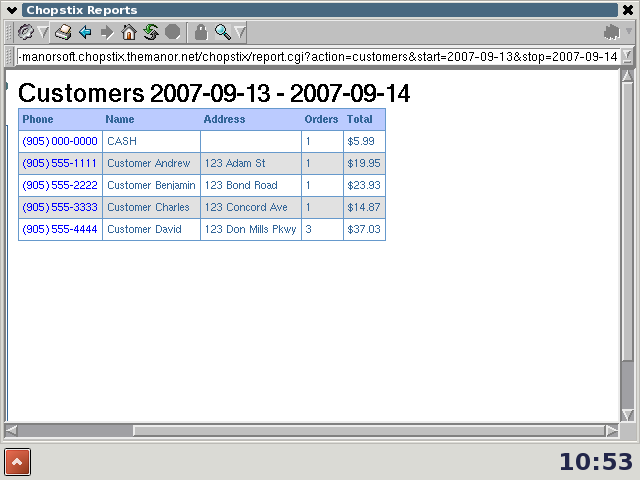 Chopstix Reports
-manorsoft.chopstix.themanor.net/chopstix/report.cgi?action=customers&start=2007-09-13&stop=2007-09-14
Customers 2007-09-13 - 2007-09-14
Phone Name Address Orders Total
(905) 000-0000 CASH 1 $5.99
(905) 555-1111 Customer Andrew 123 Adam St 1 $19.95
(905) 555-2222 Customer Benjamin 123 Bond Road 1 $23.93
(905) 555-3333 Customer Charles 123 Concord Ave 1 $14.87
(905) 555-4444 Customer David 123 Don Mills Pkwy 3 $37.03
10:53